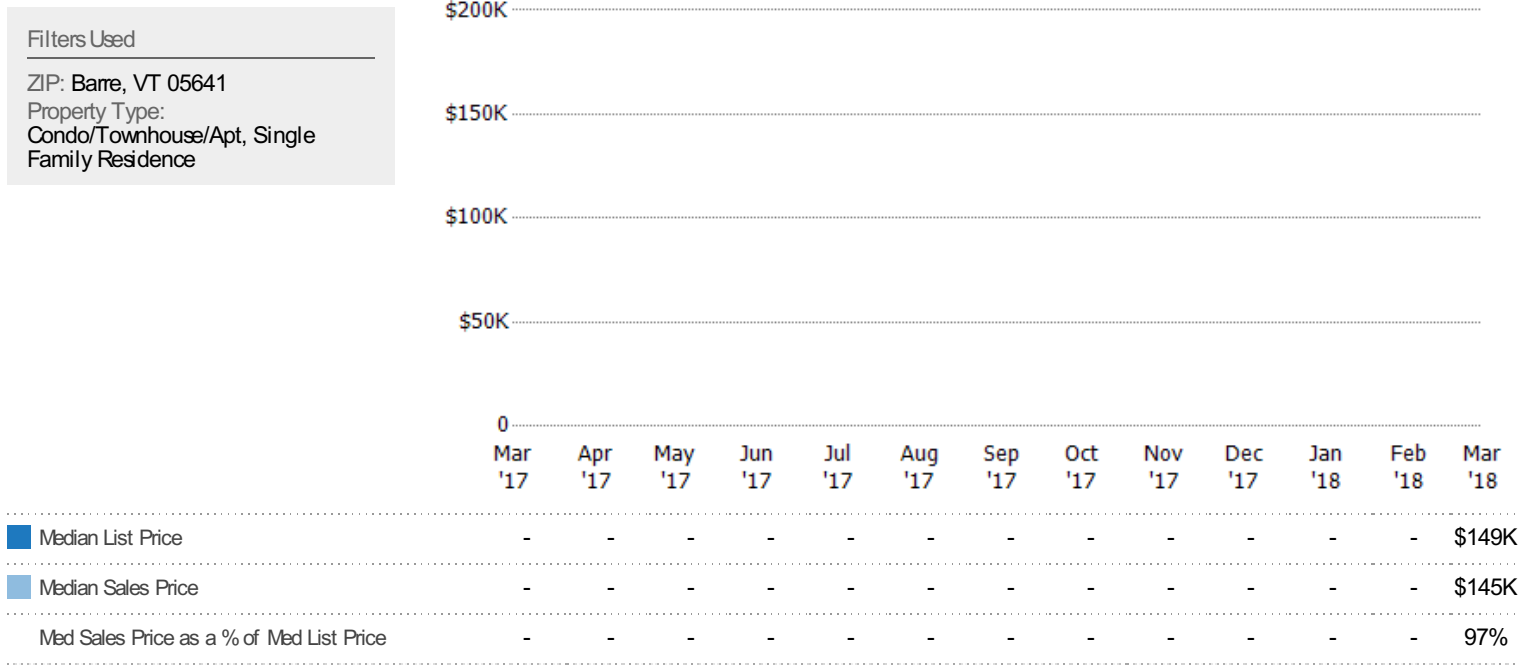 Filters Used
ZIP: Barre, VT 05641
Property Type:
Condo/Townhouse/Apt, Single
Family Residence
$200K
$150K
$100K
$50K
0
Mar Apr May Jun Jul Aug Sep Oct Nov Dec Jan Feb Mar
'17 '17 '17 '17 '17 '17 '17 '17 '17 '17 '18 '18 '18
Median List Price - - - - - - - - - - - - $149K
Median Sales Price - - - - - - - - - - - - $145K
Med Sales Price as a % of Med List Price - - - - - - - - - - - - 97%